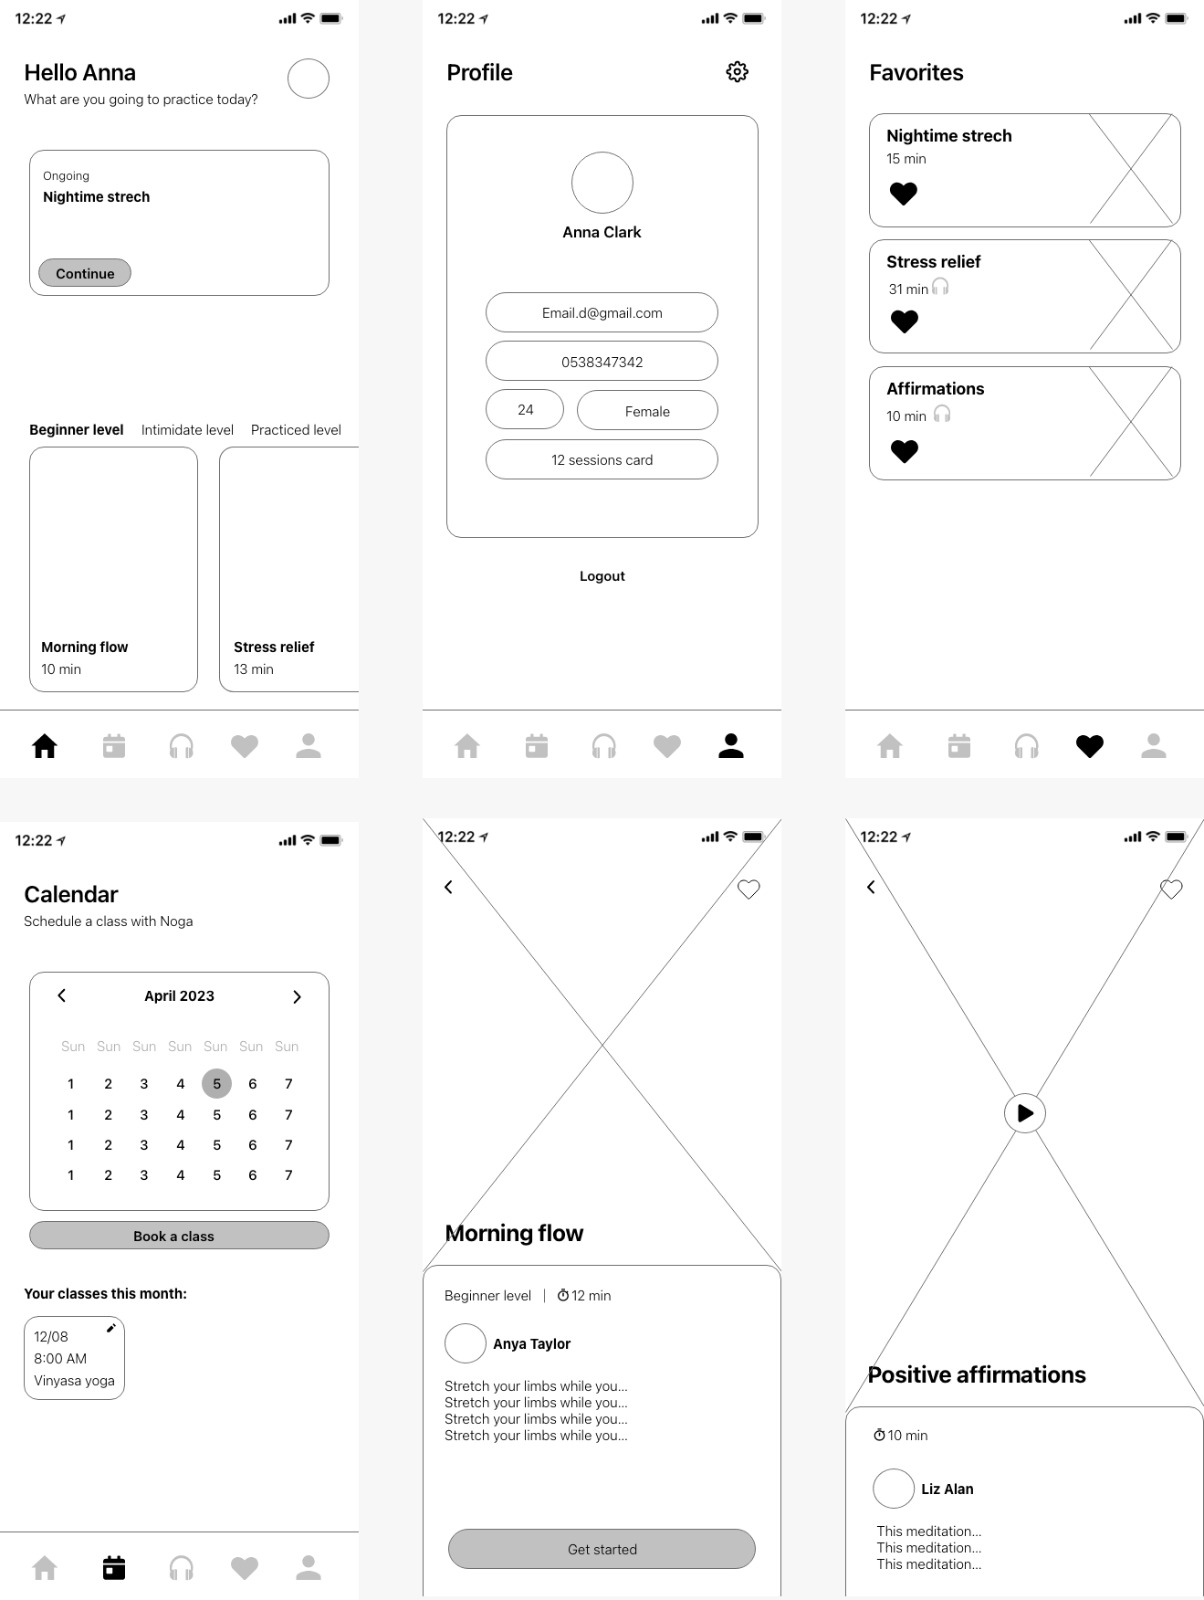 12:22
Hello Anna
What are you going to practice today?
Ongoing
Nightime strech
Continue
Beginner level Intimidate level Practiced level
Morning flow
10 min
Stress relief
13 min
12:22
Profile
Anna Clark
Email.d@gmail.com
0538347342
24 Female
12 sessions card
Logout
12:22
Favorites
Nightime strech
15 min
Stress relief
31 min
Affirmations
10 min
12:22
Calendar
Schedule a class with Noga
April 2023
Sun Sun Sun Sun Sun Sun Sun
1 2 3 4 5 6 7
1 2 3 4 5 6 7
1 2 3 4 5 6 7
1 2 3 4 5 6 7
Book a class
Your classes this month:
12/08
8:00 AM
Vinyasa yoga
12:22
Morning flow
Beginner level | 12 min
Anya Taylor
Stretch your limbs while you...
Stretch your limbs while you...
Stretch your limbs while you...
Stretch your limbs while you...
Get started
12:22
Positive affirmations
10 min
Liz Alan
This meditation...
This meditation...
This meditation...